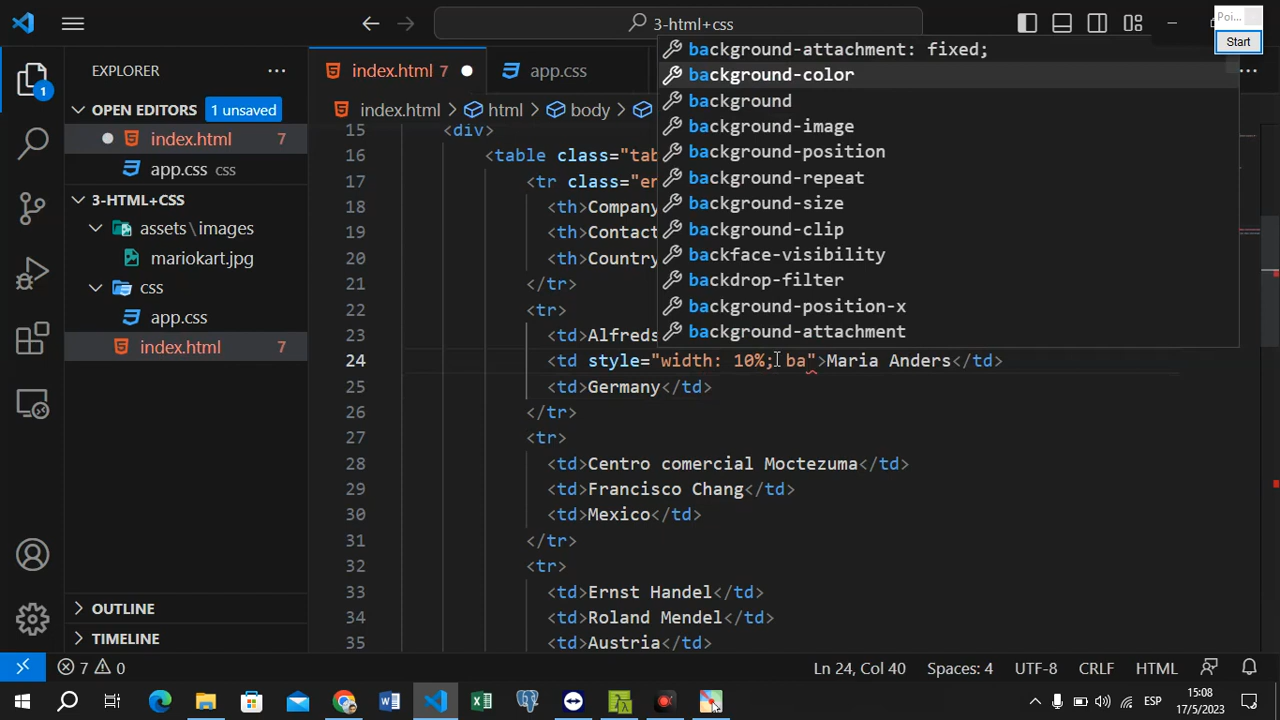 3-html+css
Poi...
Start
EXPLORER
index.html 7
app.css
OPEN EDITORS
1 unsaved
index.html 7
app.css css
3-HTML+CSS
assets\images
mariokart.jpg
css
app.css
index.html 7
OUTLINE
TIMELINE
1
index.html > html > body >
15 <div>
16 <table class="tab
17 <tr class="en
18 <th>Company
19 <th>Contact
20 <th>Country
21 </tr>
22 <tr>
23 <td>Alfreds
24 <td style="width: 10%; ba">Maria Anders</td>
25 <td>Germany</td>
26 </tr>
27 <tr>
28 <td>Centro comercial Moctezuma</td>
29 <td>Francisco Chang</td>
30 <td>Mexico</td>
31 </tr>
32 <tr>
33 <td>Ernst Handel</td>
34 <td>Roland Mendel</td>
35 <td>Austria</td>
background-attachment: fixed;
background-color
background
background-image
background-position
background-repeat
background-size
background-clip
backface-visibility
backdrop-filter
background-position-x
background-attachment
7 0
Ln 24, Col 40
Spaces: 4
UTF-8
CRLF
HTML
ESP
15:08
17/5/2023